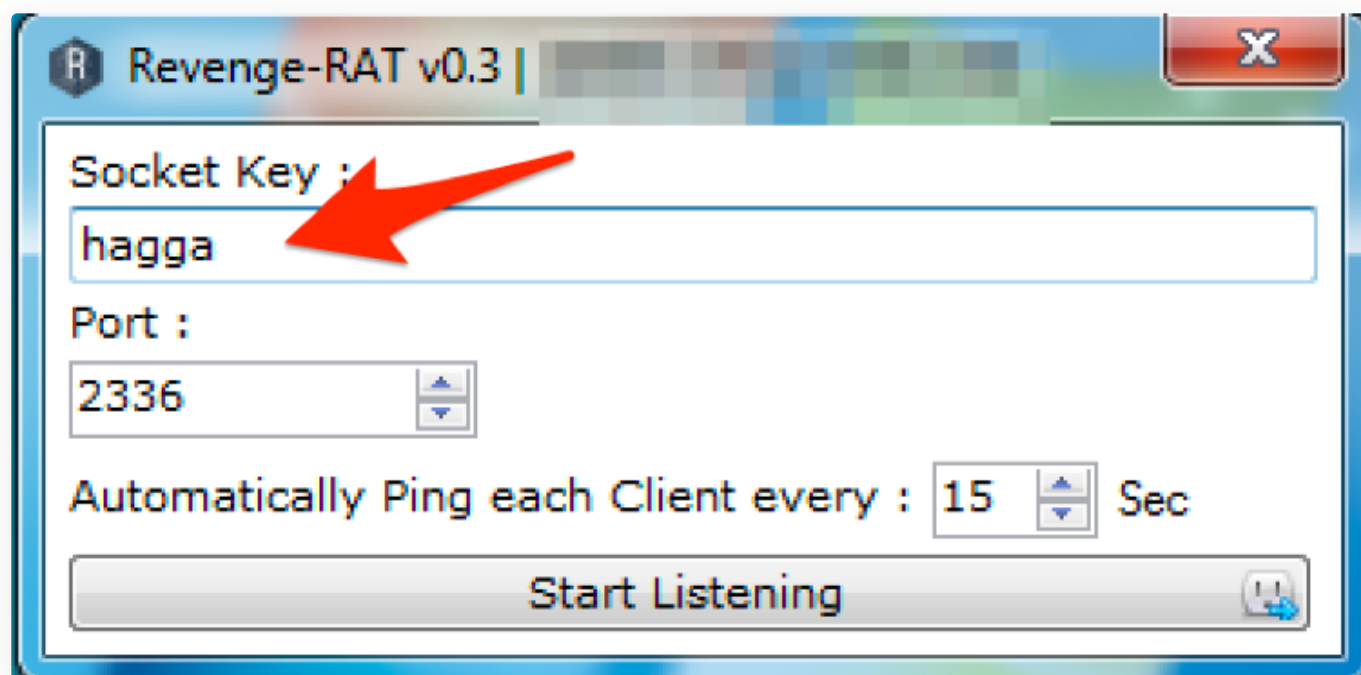 Revenge-RAT v0.3 |
Socket Key :
hagga
Port :
2336
Automatically Ping each Client every : 15 Sec
Start Listening